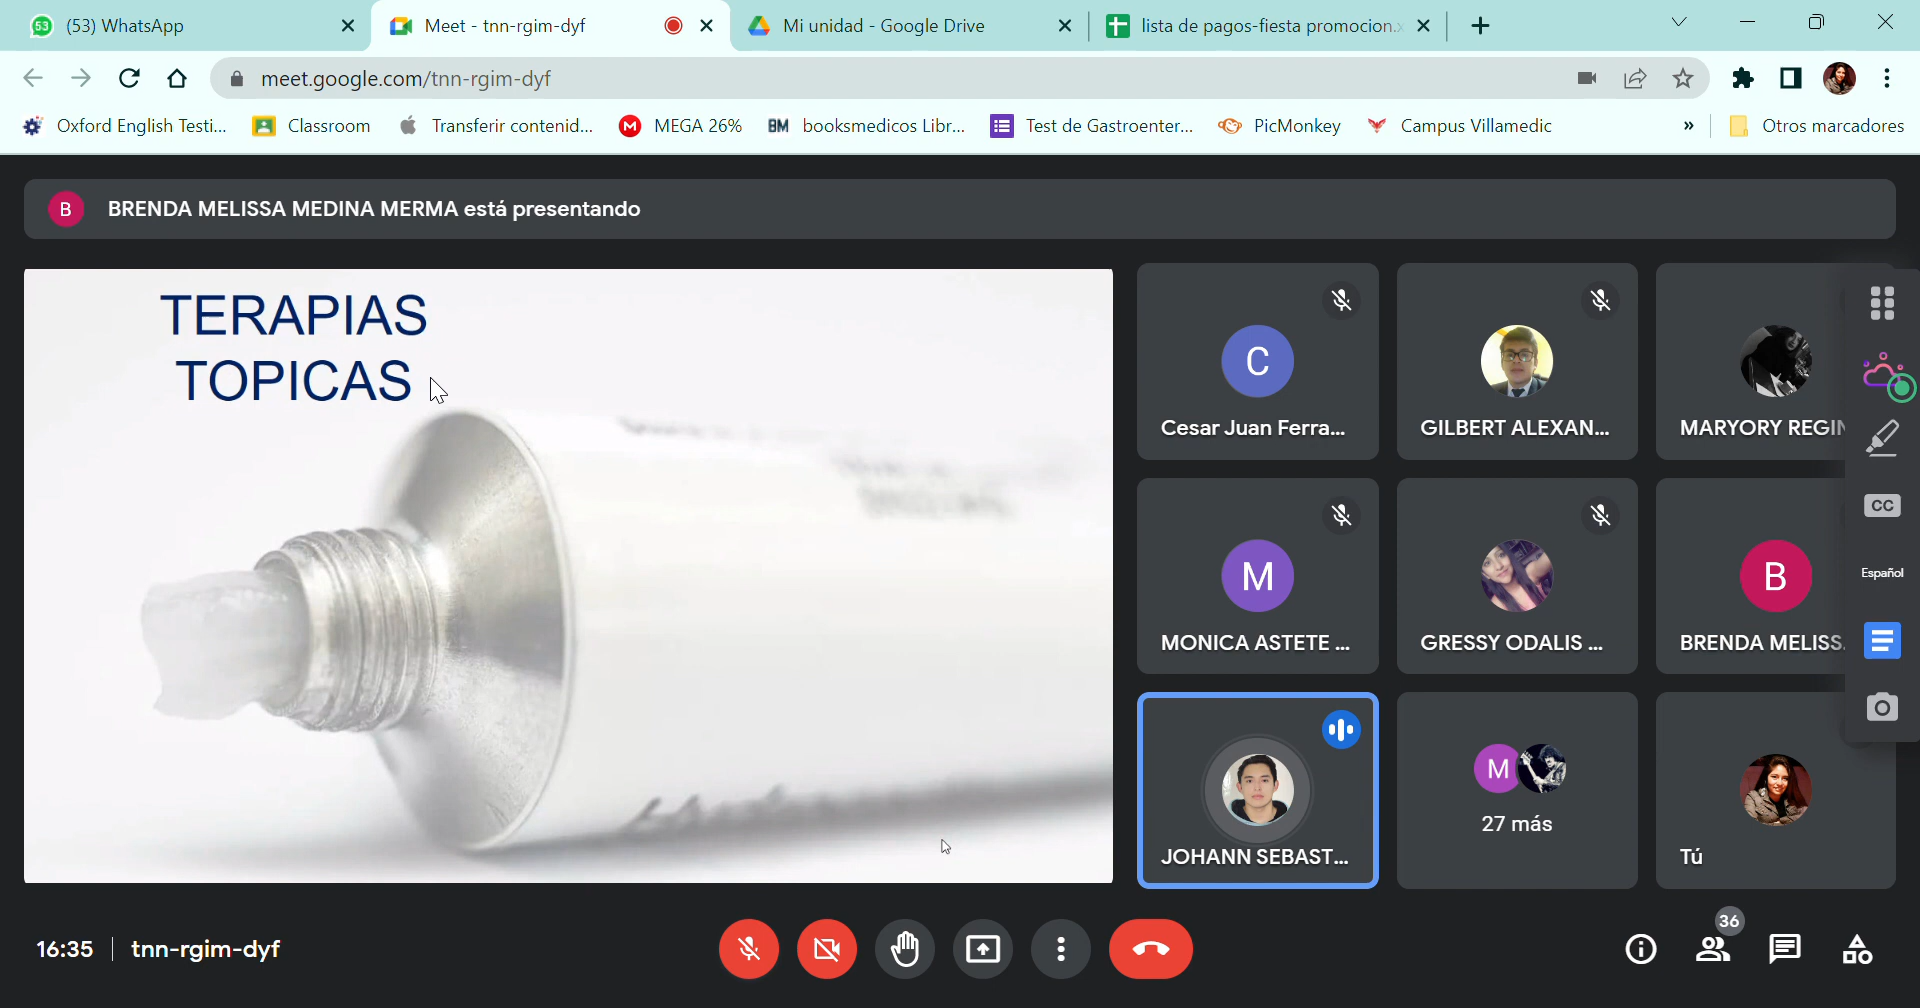 53
(53) WhatsApp
Meet - tnn-rgim-dyf
Mi unidad - Google Drive
lista de pagos-fiesta promocion.x
meet.google.com/tnn-rgim-dyf
Oxford English Testi...
Classroom
Transferir contenid...
MEGA 26%
BM
booksmedicos Libr...
Test de Gastroenter...
PicMonkey
Campus Villamedic
»
Otros marcadores
B
BRENDA MELISSA MEDINA MERMA está presentando
TERAPIAS
TOPICAS
C
Cesar Juan Ferra...
GILBERT ALEXAN...
MARYORY REGIN
M
MONICA ASTETE ...
GRESSY ODALIS ...
B
BRENDA MELISS.
CC
Español
JOHANN SEBAST...
M
27 más
Tú
16:35
tnn-rgim-dyf
36